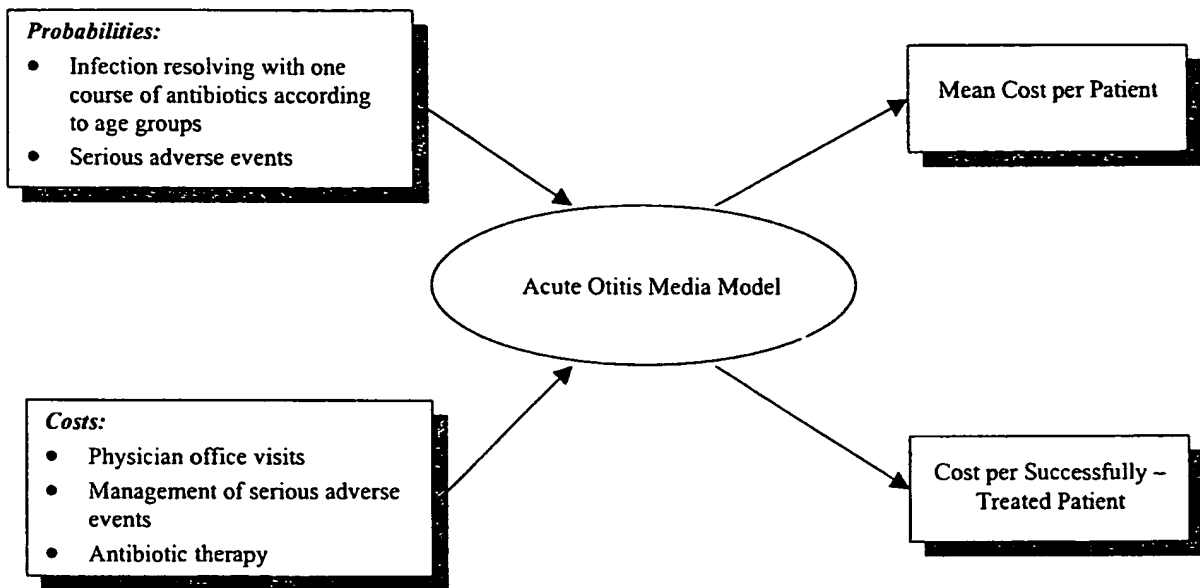 Probabilities:
● Infection resolving with one
course of antibiotics according
to age groups
● Serious adverse events
Mean Cost per Patient
Acute Otitis Media Model
Costs:
● Physician office visits
● Management of serious adverse
events
● Antibiotic therapy
Cost per Successfully –
Treated Patient